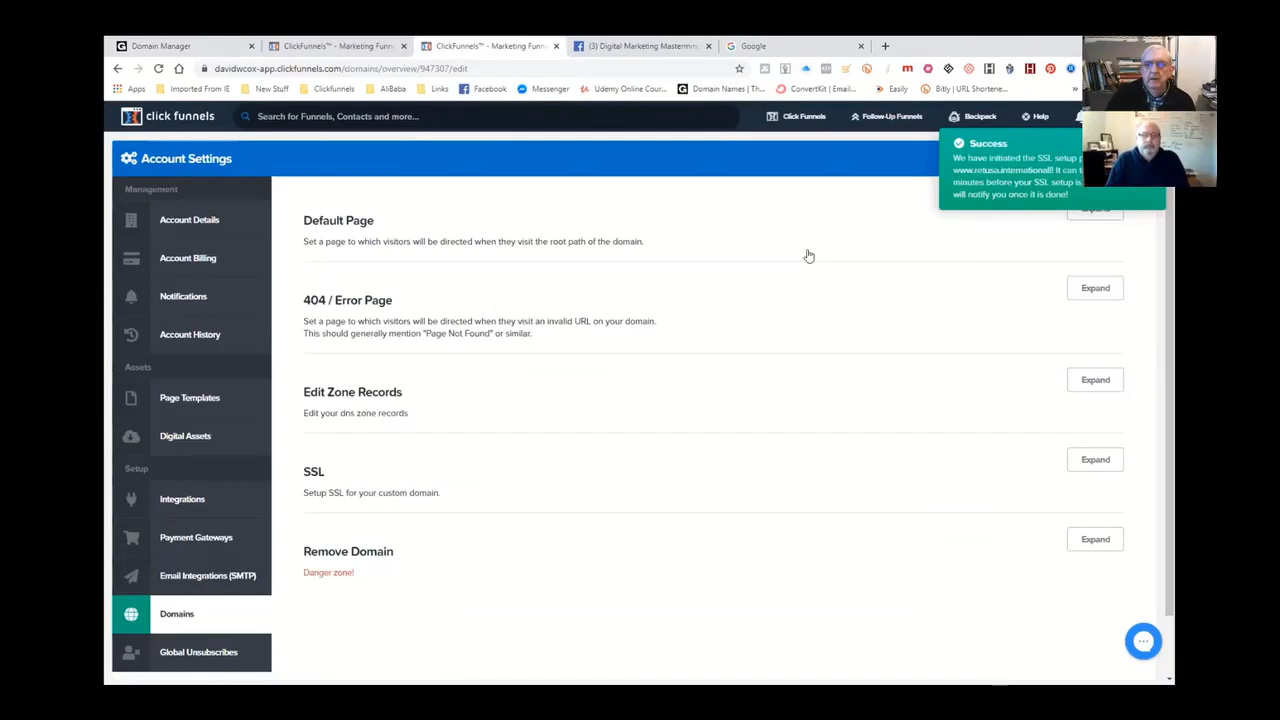 Domain Manager
ClickFunnels™ - Marketing Funn
ClickFunnels™ - Marketing Funne
(3) Digital Marketing Mastermin
Google
davidwcox-app.clickfunnels.com/domains/overview/947307/edit
Apps
Imported From IE
New Stuff
Clickfunnels
AliBaba
Links
Facebook
Messenger
Udemy Online Cour...
Domain Names | Th...
ConvertKit | Email...
Easily
Bitly | URL Shortene...
click funnels
Search for Funnels, Contacts and more...
Click Funnels
Follow-Up Funnels
Backpack
Help
Account Settings
Success
We have initiated the SSL setup
www.retusa.international!! It can
minutes before your SSL setup is
will notify you once it is done!
Management
Account Details
Account Billing
Notifications
Account History
Assets
Page Templates
Digital Assets
Setup
Integrations
Payment Gateways
Email Integrations (SMTP)
Domains
Global Unsubscribes
Default Page
Set a page to which visitors will be directed when they visit the root path of the domain.
Expand
404 / Error Page
Set a page to which visitors will be directed when they visit an invalid URL on your domain.
This should generally mention "Page Not Found" or similar.
Expand
Edit Zone Records
Edit your dns zone records
Expand
SSL
Setup SSL for your custom domain.
Expand
Remove Domain
Danger zone!
Expand